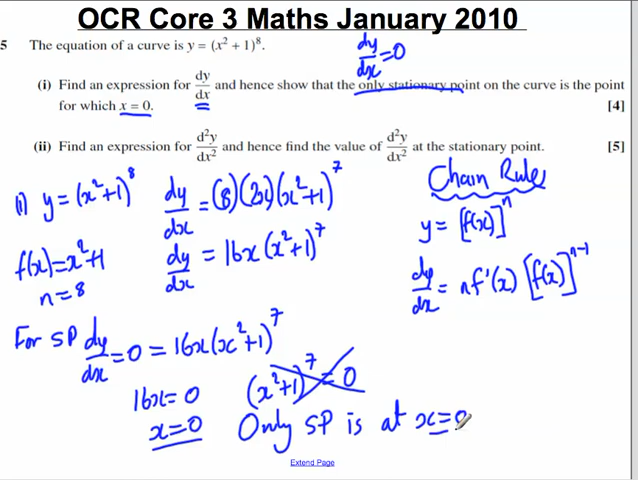 OCR Core 3 Maths January 2010
5 The equation of a curve is y = (x² + 1)⁸.
dy/dx = 0
(i) Find an expression for dy/dx and hence show that the only stationary point on the curve is the point
for which x = 0. [4]
(ii) Find an expression for d²y/dx² and hence find the value of d²y/dx² at the stationary point. [5]
Chain Rule
(i) y = (x²+1)⁸ dy/dx = (8)(2x)(x²+1)⁷
y = [f(x)]ⁿ
f(x) = x²+1 dy/dx = 16x(x²+1)⁷
n = 8
dy/dx = nf'(x)[f(x)]ⁿ⁻¹
For SP dy/dx = 0 = 16x(x²+1)⁷
16x = 0 (x²+1)⁷ = 0
x = 0 Only SP is at x = 0
Extend Page